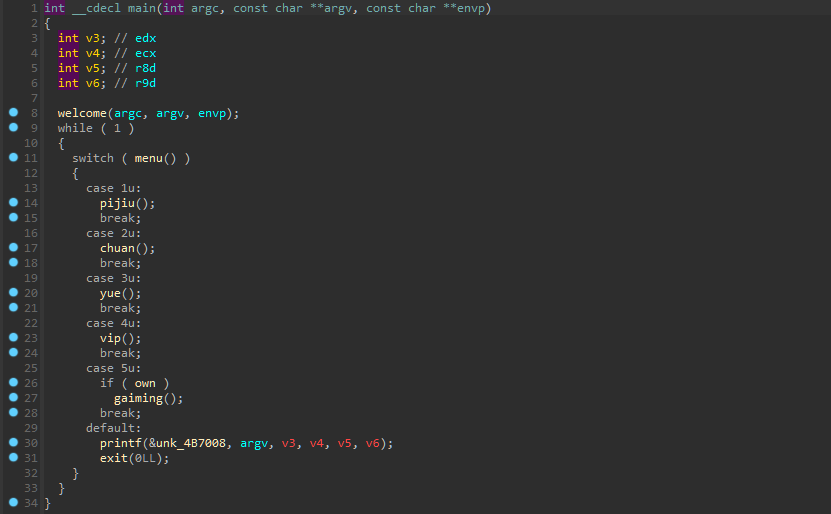 1 int __cdecl main(int argc, const char **argv, const char **envp)
2 {
3 int v3; // edx
4 int v4; // ecx
5 int v5; // r8d
6 int v6; // r9d
7
8 welcome(argc, argv, envp);
9 while ( 1 )
10 {
11 switch ( menu() )
12 {
13 case 1u:
14 pijiu();
15 break;
16 case 2u:
17 chuan();
18 break;
19 case 3u:
20 yue();
21 break;
22 case 4u:
23 vip();
24 break;
25 case 5u:
26 if ( own )
27 gaiming();
28 break;
29 default:
30 printf(&unk_4B7008, argv, v3, v4, v5, v6);
31 exit(0LL);
32 }
33 }
34 }